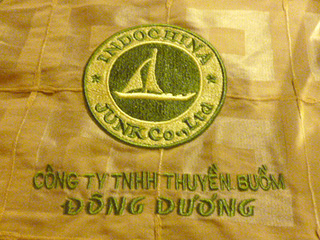 INDOCHINA
JUNK Co.,Ltd
CÔNG TY TNHH THUYỀN BUỒM
ĐÔNG DƯƠNG